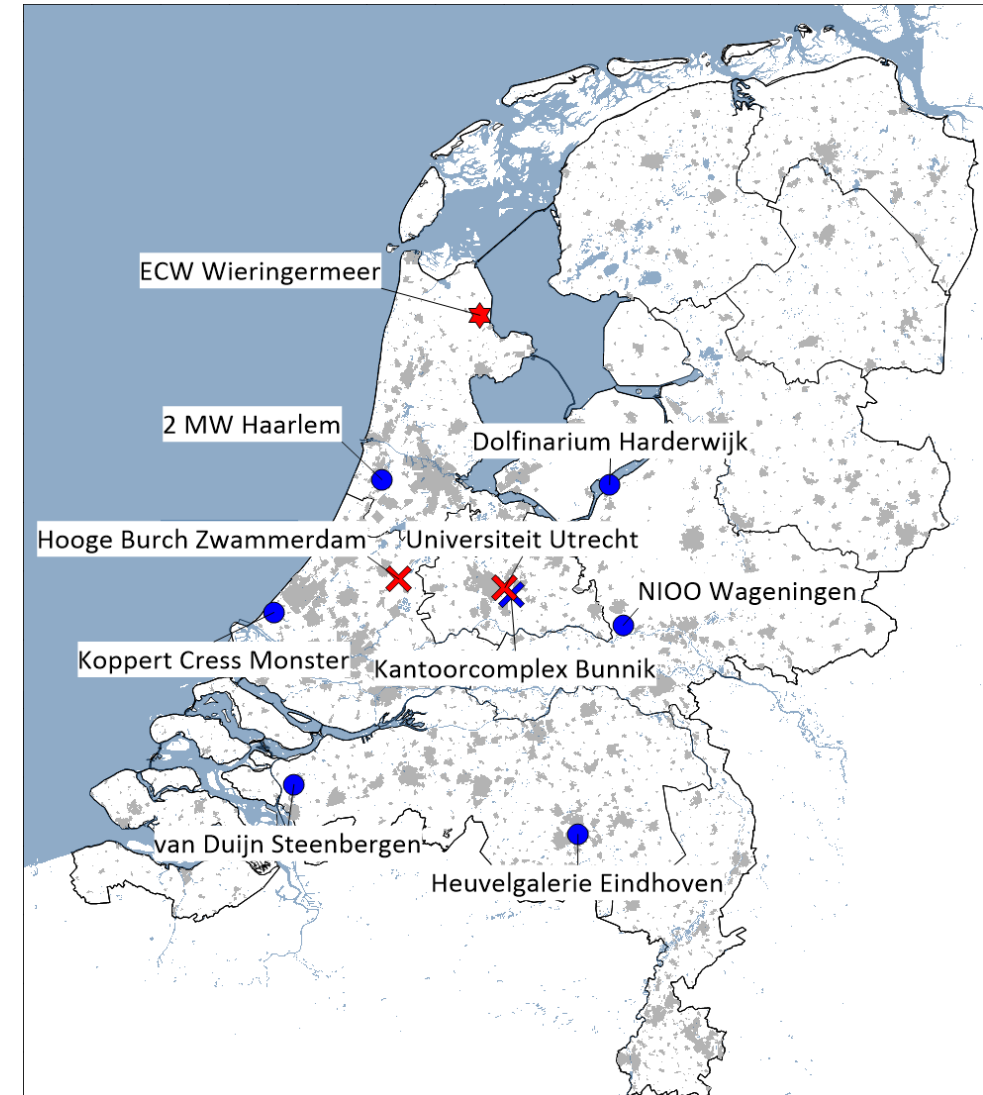 ECW Wieringermeer
2 MW Haarlem
Dolfinarium Harderwijk
Hooge Burch Zwammerdam
Universiteit Utrecht
NIOO Wageningen
Koppert Cress Monster
Kantoorcomplex Bunnik
van Duijn Steenbergen
Heuvelgalerie Eindhoven